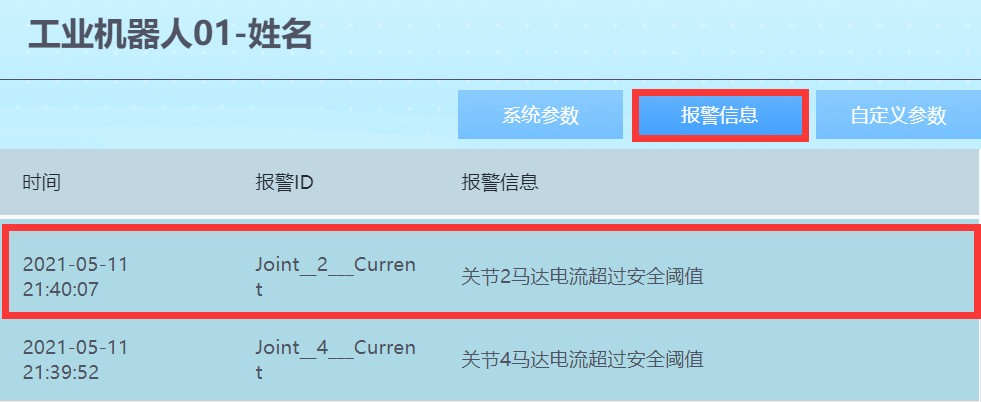 工业机器人01-姓名
系统参数 报警信息 自定义参数
时间 报警ID 报警信息
2021-05-11 21:40:07 Joint__2___Current 关节2马达电流超过安全阈值
2021-05-11 21:39:52 Joint__4___Current 关节4马达电流超过安全阈值